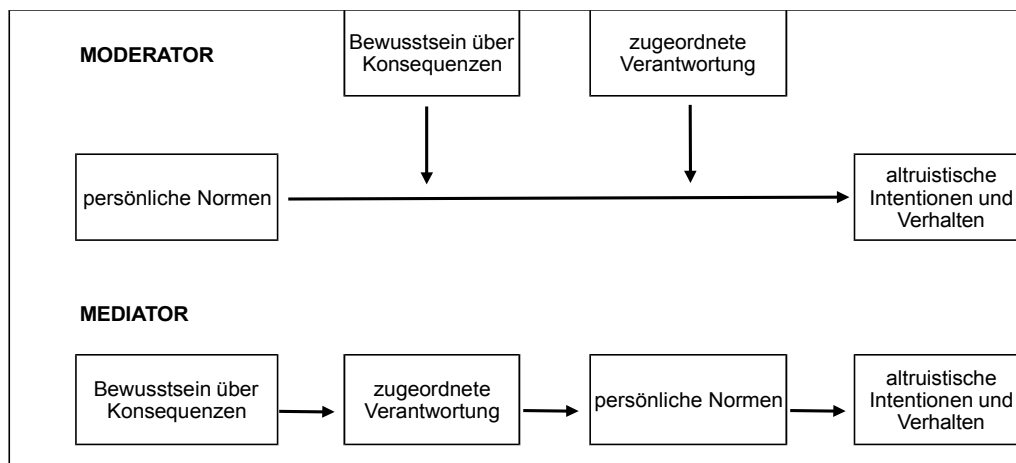 MODERATOR
Bewusstsein über
Konsequenzen
zugeordnete
Verantwortung
persönliche Normen
altruistische
Intentionen und
Verhalten
MEDIATOR
Bewusstsein über
Konsequenzen
zugeordnete
Verantwortung
persönliche Normen
altruistische
Intentionen und
Verhalten